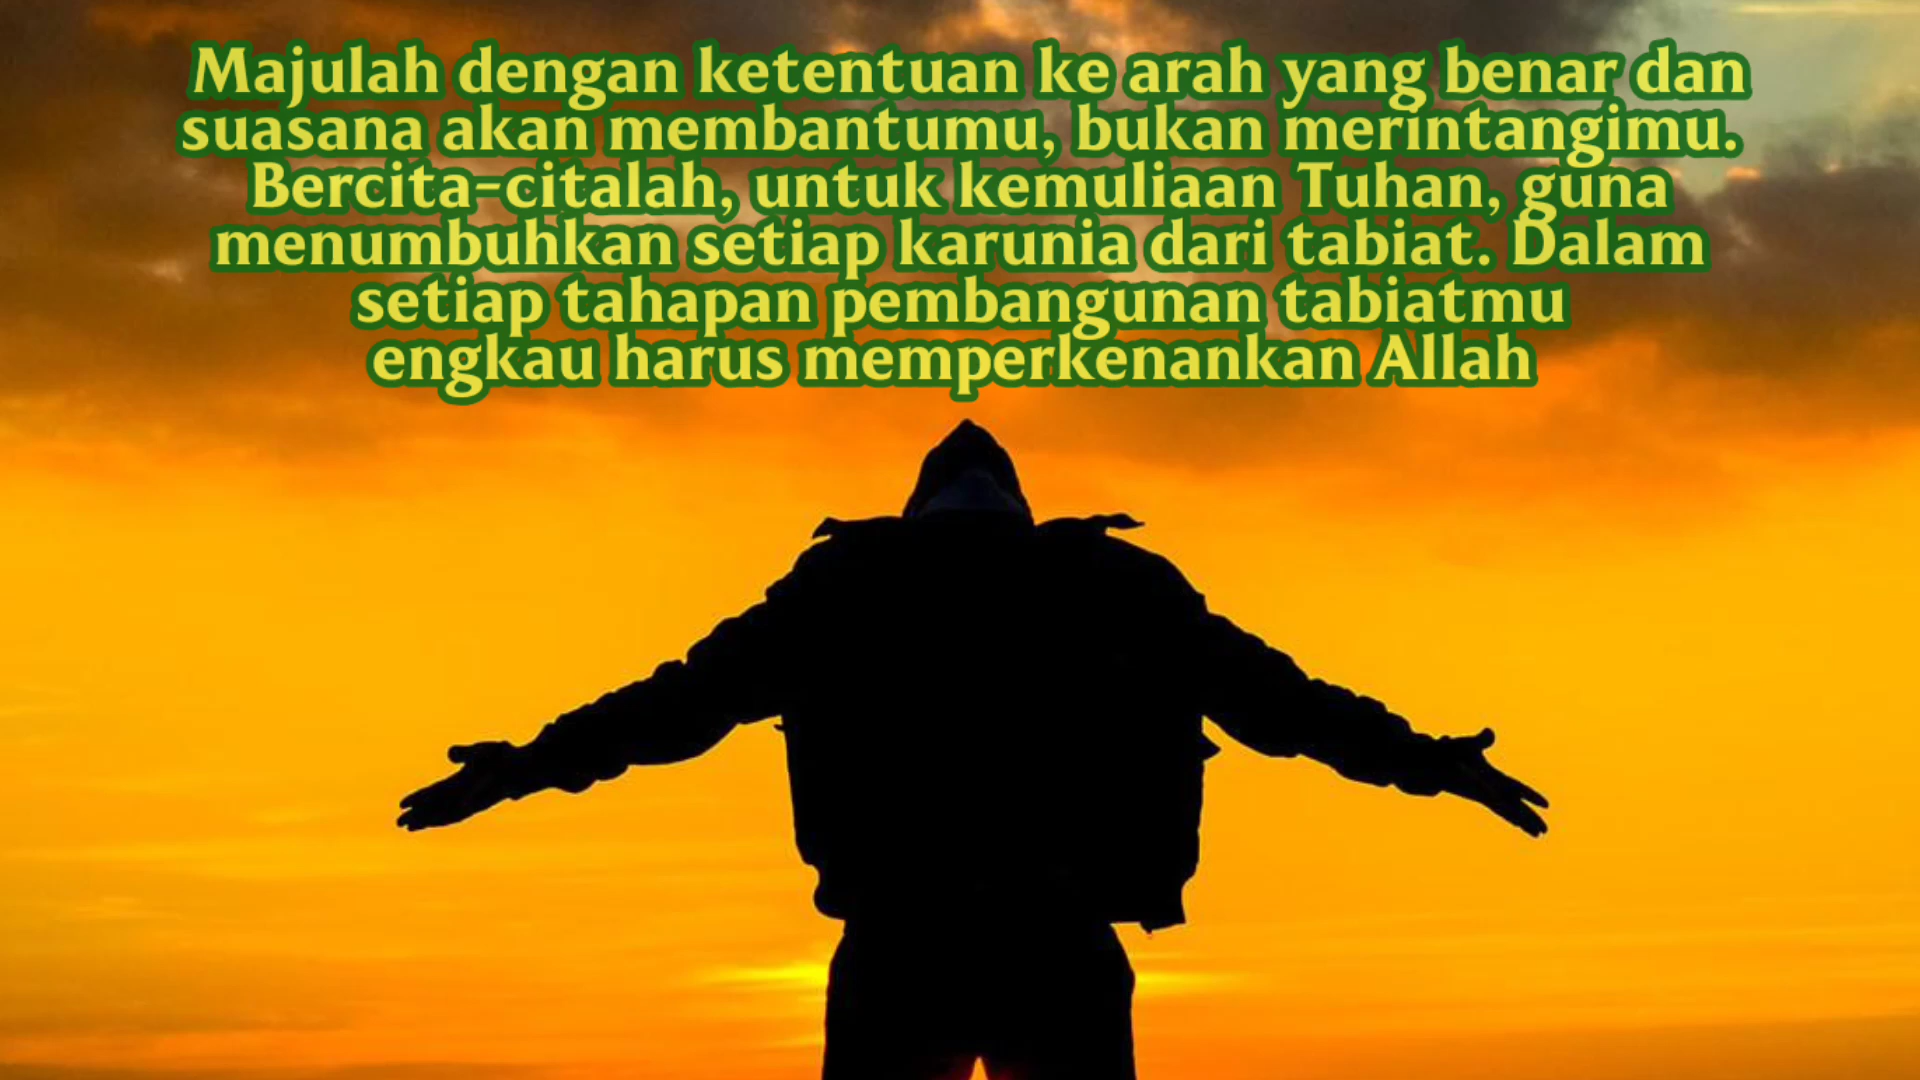 Majulah dengan ketentuan ke arah yang benar dan
suasana akan membantumu, bukan merintangimu.
Bercita-citalah, untuk kemuliaan Tuhan, guna
menumbuhkan setiap karunia dari tabiat. Dalam
setiap tahapan pembangunan tabiatmu
engkau harus memperkenankan Allah